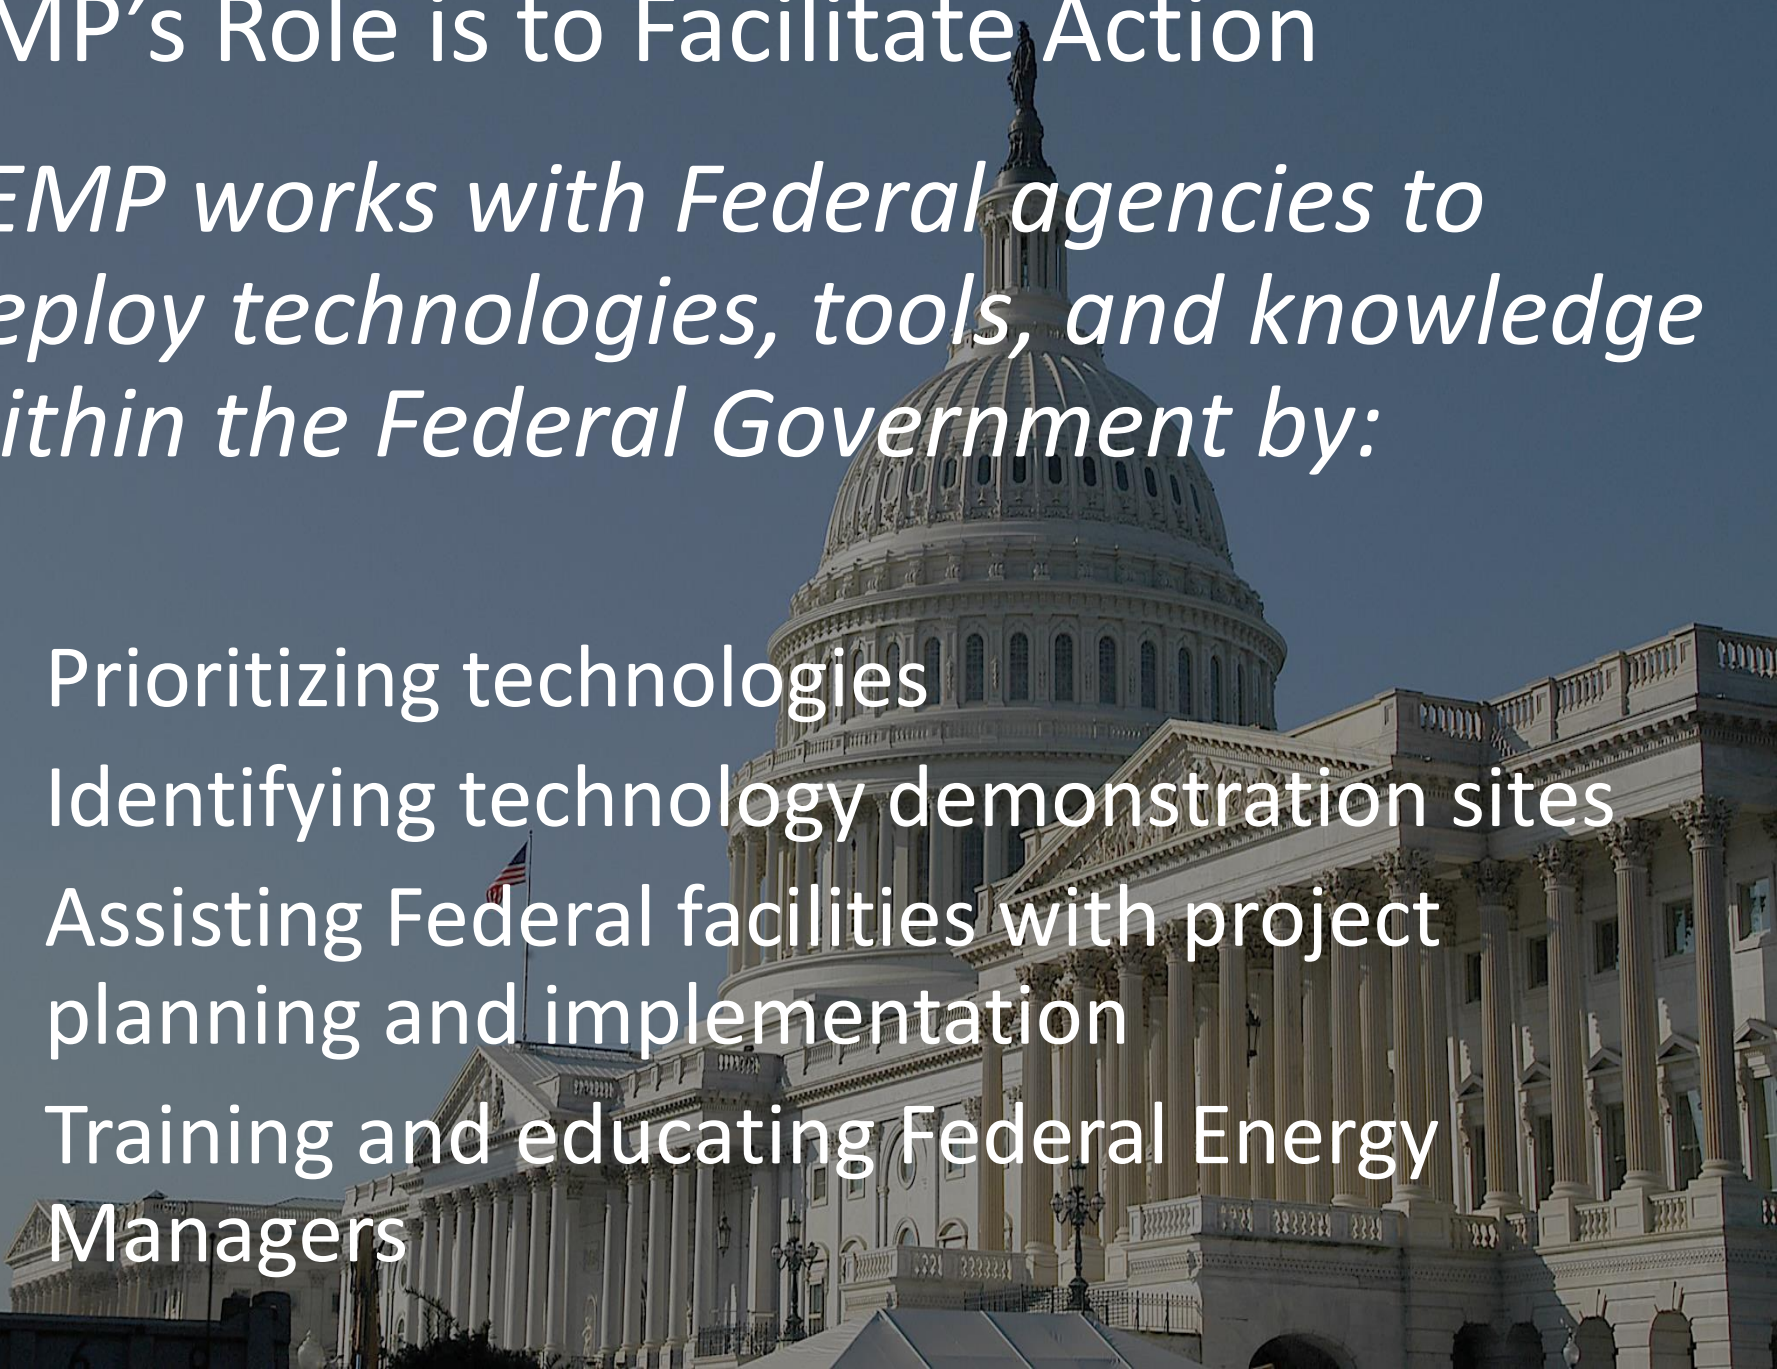 MP's Role is to Facilitate Action
EMP works with Federal agencies to
eploy technologies, tools, and knowledge
ithin the Federal Government by:
Prioritizing technologies
Identifying technology demonstration sites
Assisting Federal facilities with project
planning and implementation
Training and educating Federal Energy
Managers